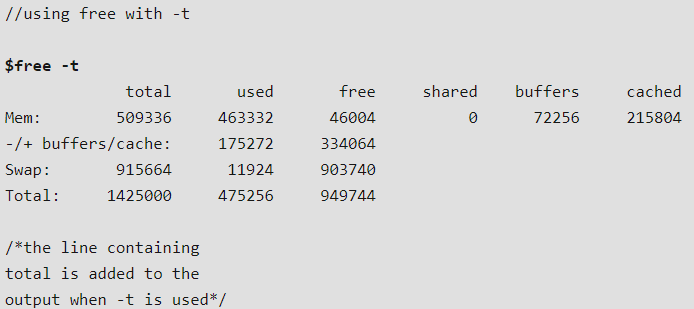 //using free with -t
$free -t
total used free shared buffers cached
Mem: 509336 463332 46004 0 72256 215804
-/+ buffers/cache: 175272 334064
Swap: 915664 11924 903740
Total: 1425000 475256 949744
/*the line containing
total is added to the
output when -t is used*/